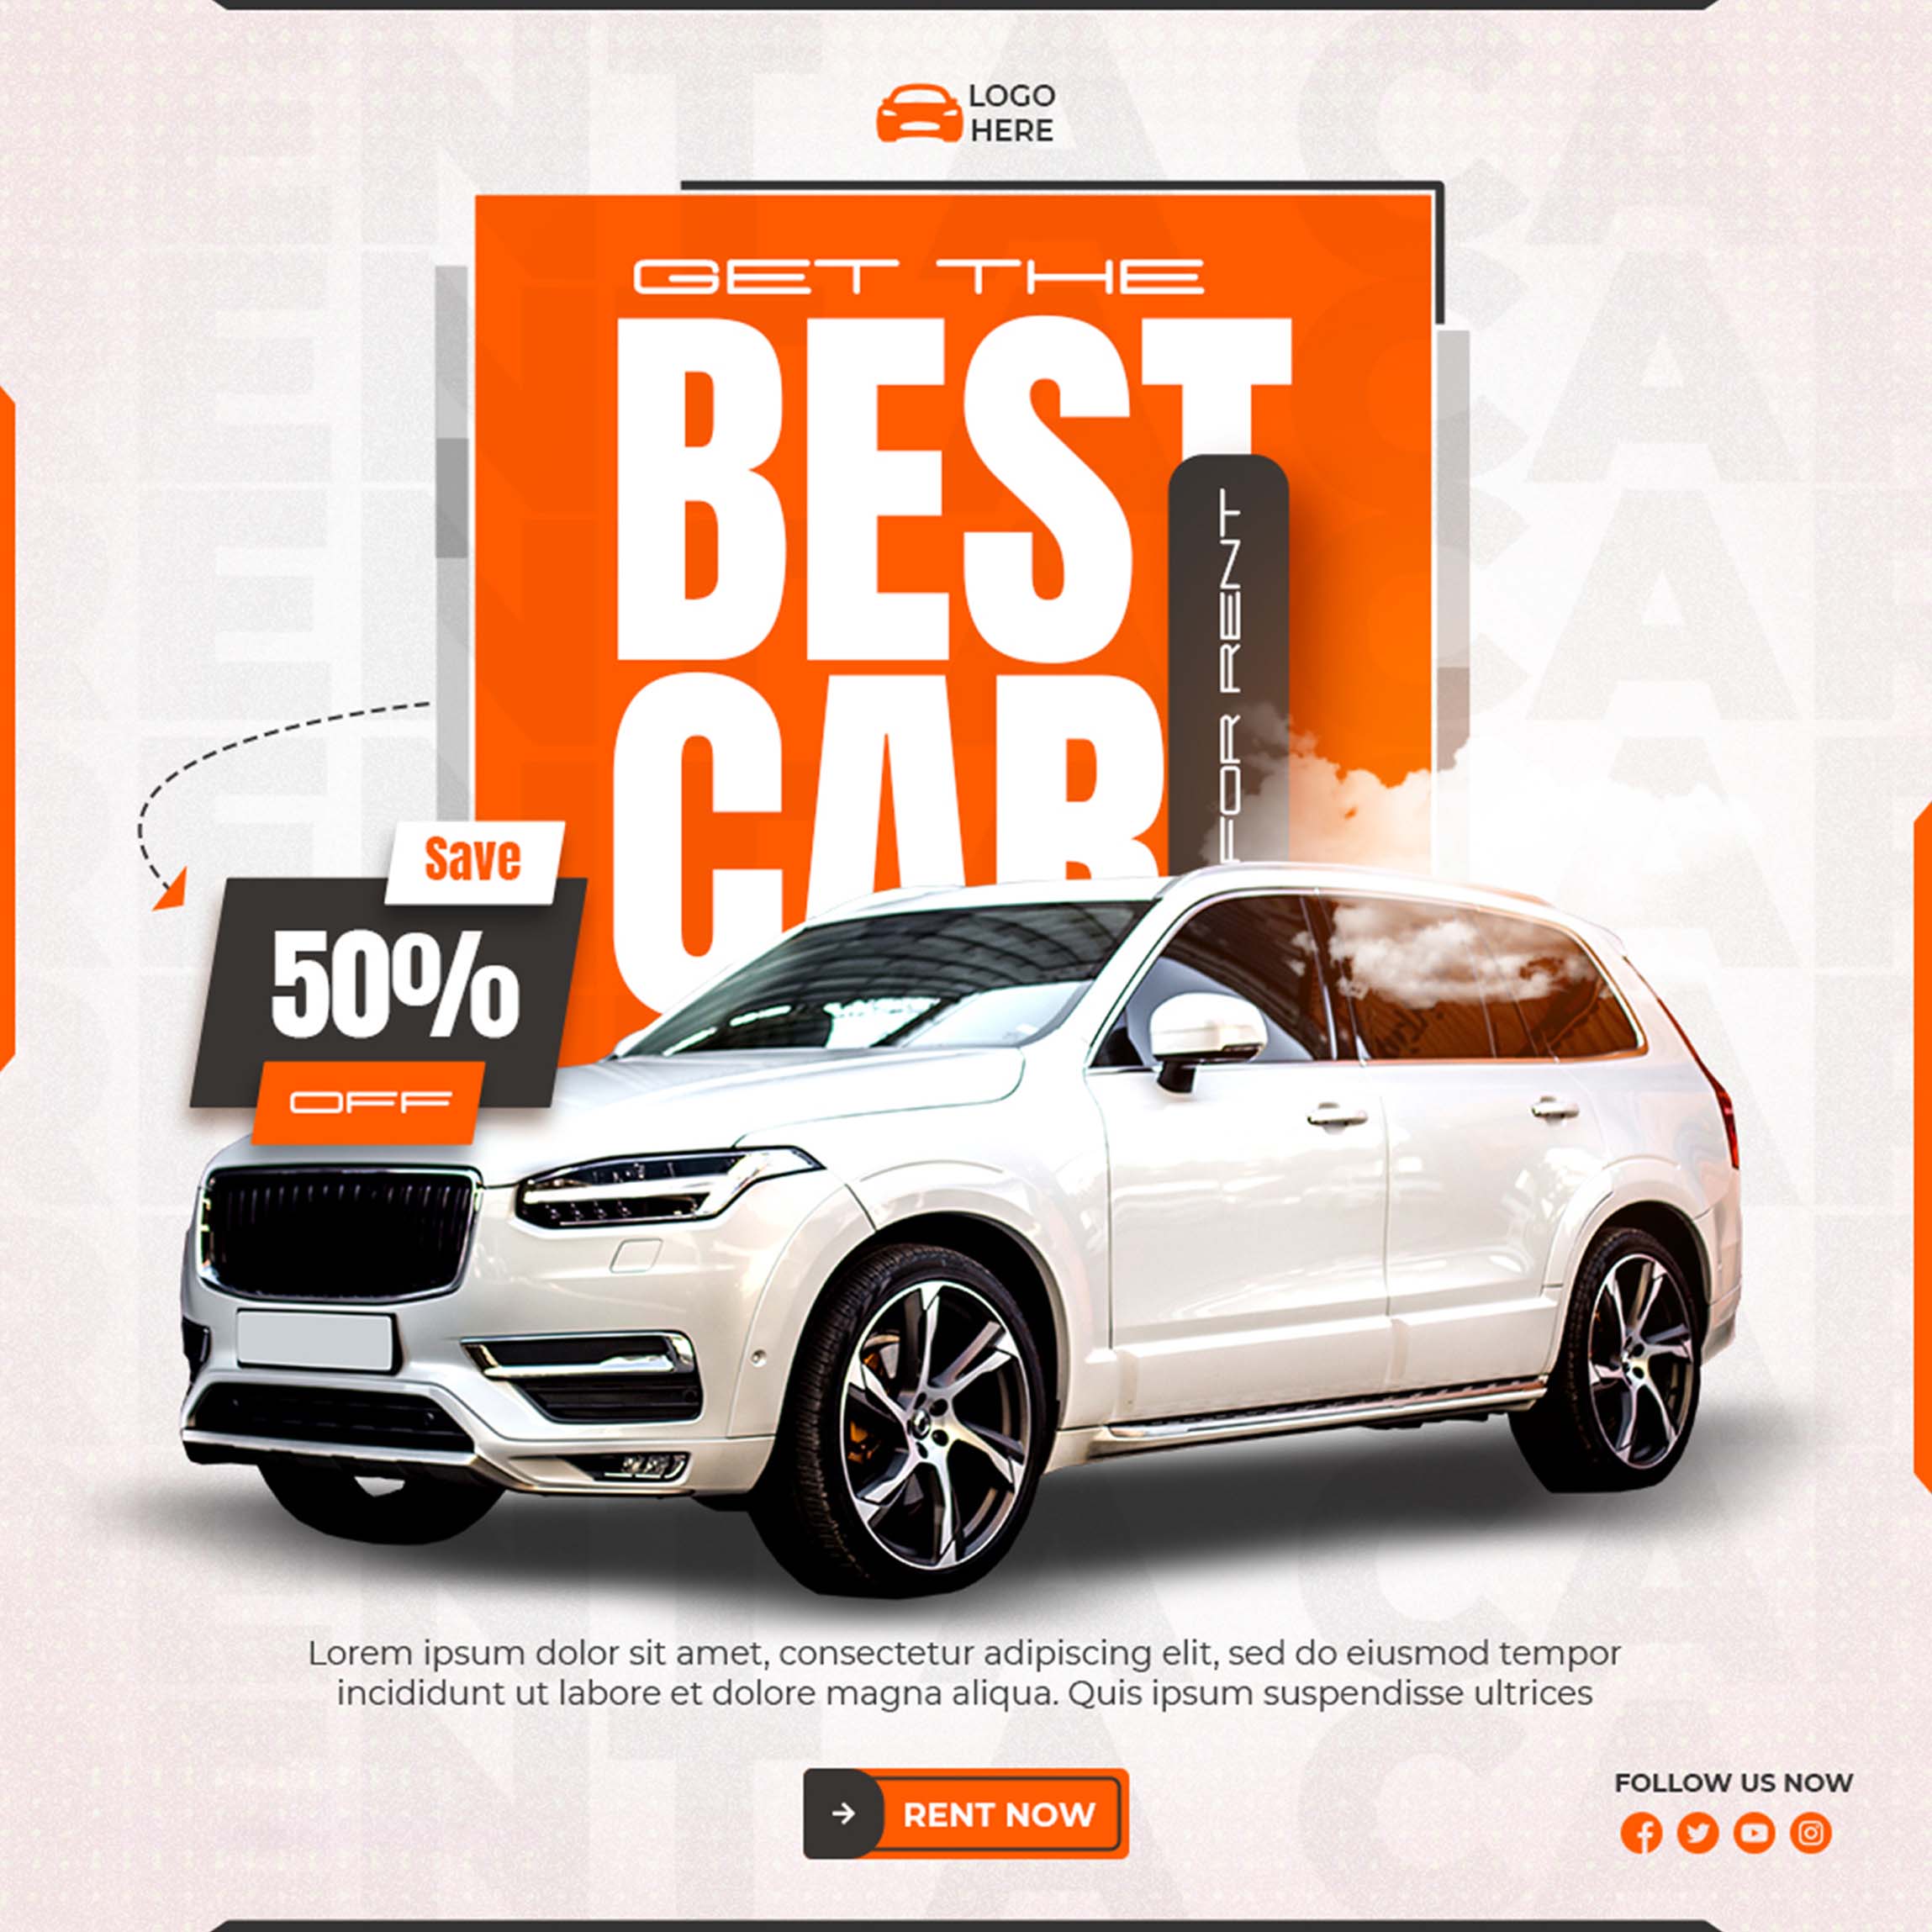 LOGO
HERE
GET THE
BEST
CAR
FOR RENT
Save
50%
OFF
Lorem ipsum dolor sit amet, consectetur adipiscing elit, sed do eiusmod tempor
incididunt ut labore et dolore magna aliqua. Quis ipsum suspendisse ultrices
RENT NOW
FOLLOW US NOW